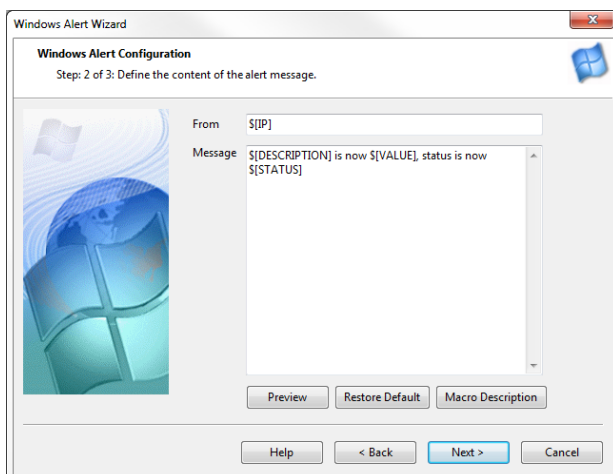 Windows Alert Wizard
Windows Alert Configuration
Step: 2 of 3: Define the content of the alert message.
From
$[IP]
Message
$[DESCRIPTION] is now $[VALUE], status is now
$[STATUS]
Preview
Restore Default
Macro Description
Help
< Back
Next >
Cancel